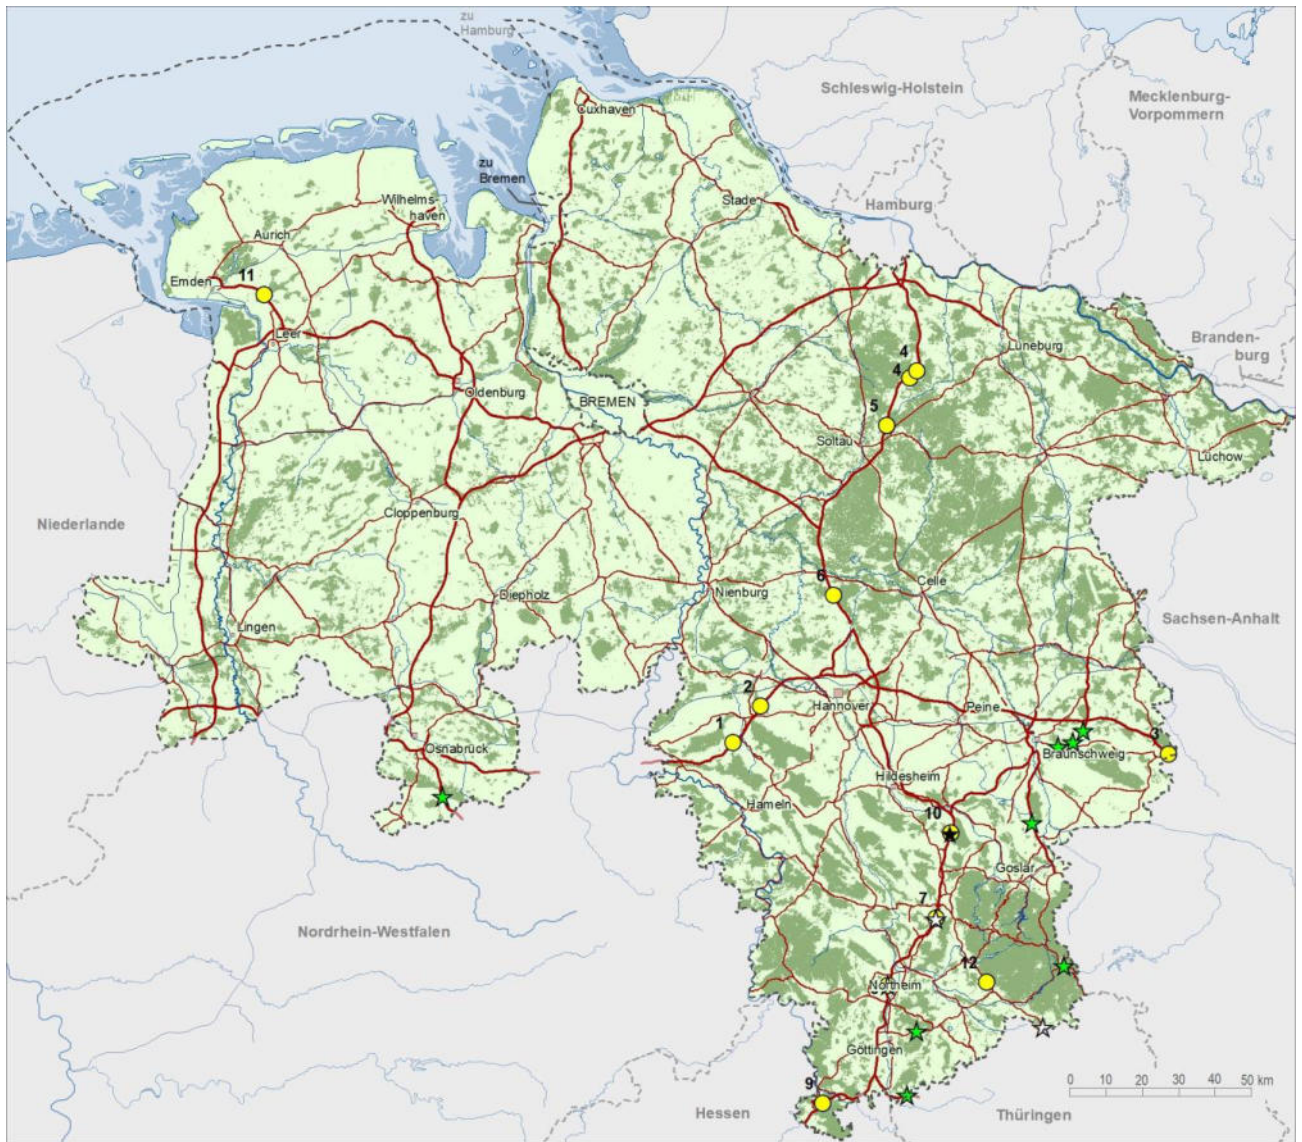 zu
Hamburg
Schleswig-Holstein
Mecklenburg-
Vorpommern
Cuxhaven
zu
Bremen
Wilhelms-
haven
Stade
Hamburg
Aurich
Emden
11
Leer
Lüneburg
Branden-
burg
4
4
Oldenburg
BREMEN
5
Soltau
Lüchow
Niederlande
Cloppenburg
6
Celle
Diepholz
Nienburg
Sachsen-Anhalt
Lingen
2
Hannover
Peine
1
Osnabrück
Braunschweig
3
Hildesheim
Hameln
10
Goslar
7
Nordrhein-Westfalen
12
Northeim
Göttingen
9
0 10 20 30 40 50 km
Hessen
Thüringen